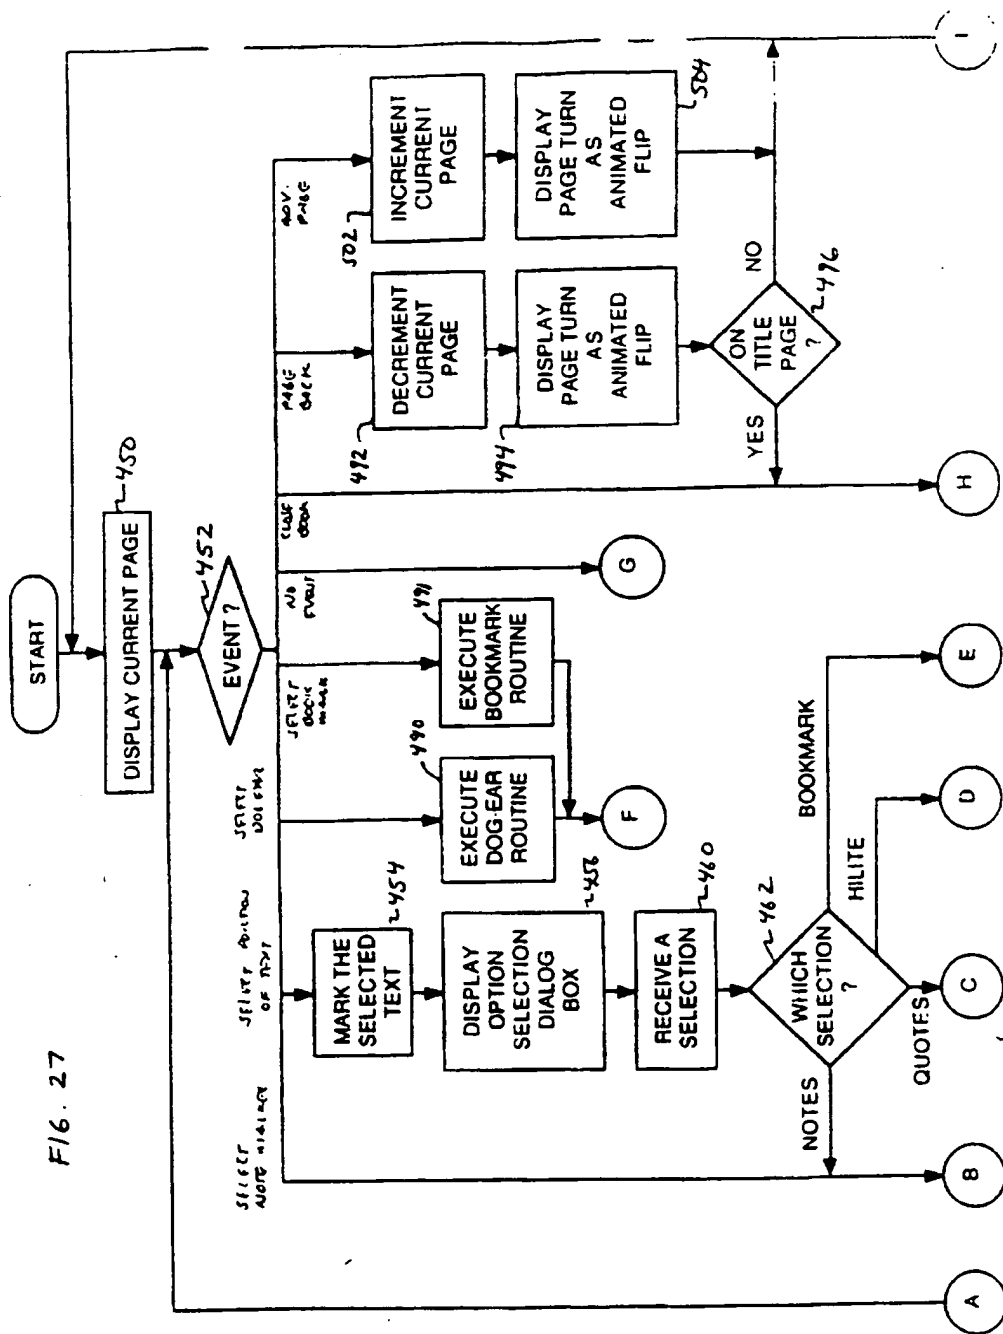 FIG. 27
START
DISPLAY CURRENT PAGE
450
EVENT ?
452
SELECT
NOTE
SELECT PORTION
OF TEXT
SELECT
DOG EAR
SELECT
BOOK
MARK
NO
EVENT
CLOSE
BOOK
PAGE
BACK
ADV.
PAGE
MARK THE
SELECTED
TEXT
454
DISPLAY
OPTION
SELECTION
DIALOG
BOX
456
RECEIVE A
SELECTION
460
WHICH
SELECTION
?
462
NOTES
QUOTES
HILITE
BOOKMARK
EXECUTE
DOG-EAR
ROUTINE
490
EXECUTE
BOOKMARK
ROUTINE
491
DECREMENT
CURRENT
PAGE
492
DISPLAY
PAGE TURN
AS
ANIMATED
FLIP
494
ON
TITLE
PAGE
?
496
YES
NO
INCREMENT
CURRENT
PAGE
502
DISPLAY
PAGE TURN
AS
ANIMATED
FLIP
504
A
B
C
D
E
F
G
H
I